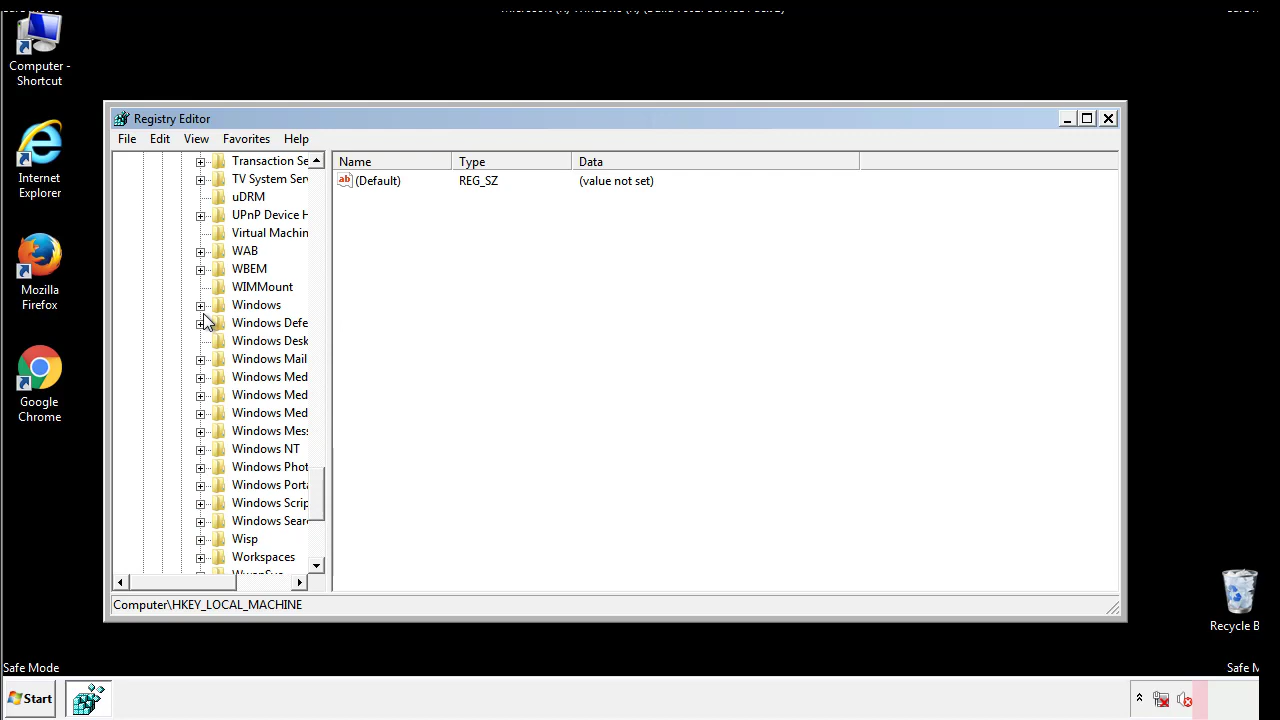 Computer -
Shortcut
Internet
Explorer
Mozilla
Firefox
Google
Chrome
Registry Editor
File Edit View Favorites Help
Transaction Se
TV System Serv
uDRM
UPnP Device H
Virtual Machin
WAB
WBEM
WIMMount
Windows
Windows Defe
Windows Desk
Windows Mail
Windows Med
Windows Med
Windows Med
Windows Mess
Windows NT
Windows Phot
Windows Porta
Windows Scrip
Windows Sear
Wisp
Workspaces
Name Type Data
ab (Default) REG_SZ (value not set)
Computer\HKEY_LOCAL_MACHINE
Recycle B
Safe Mode
Safe M
Start